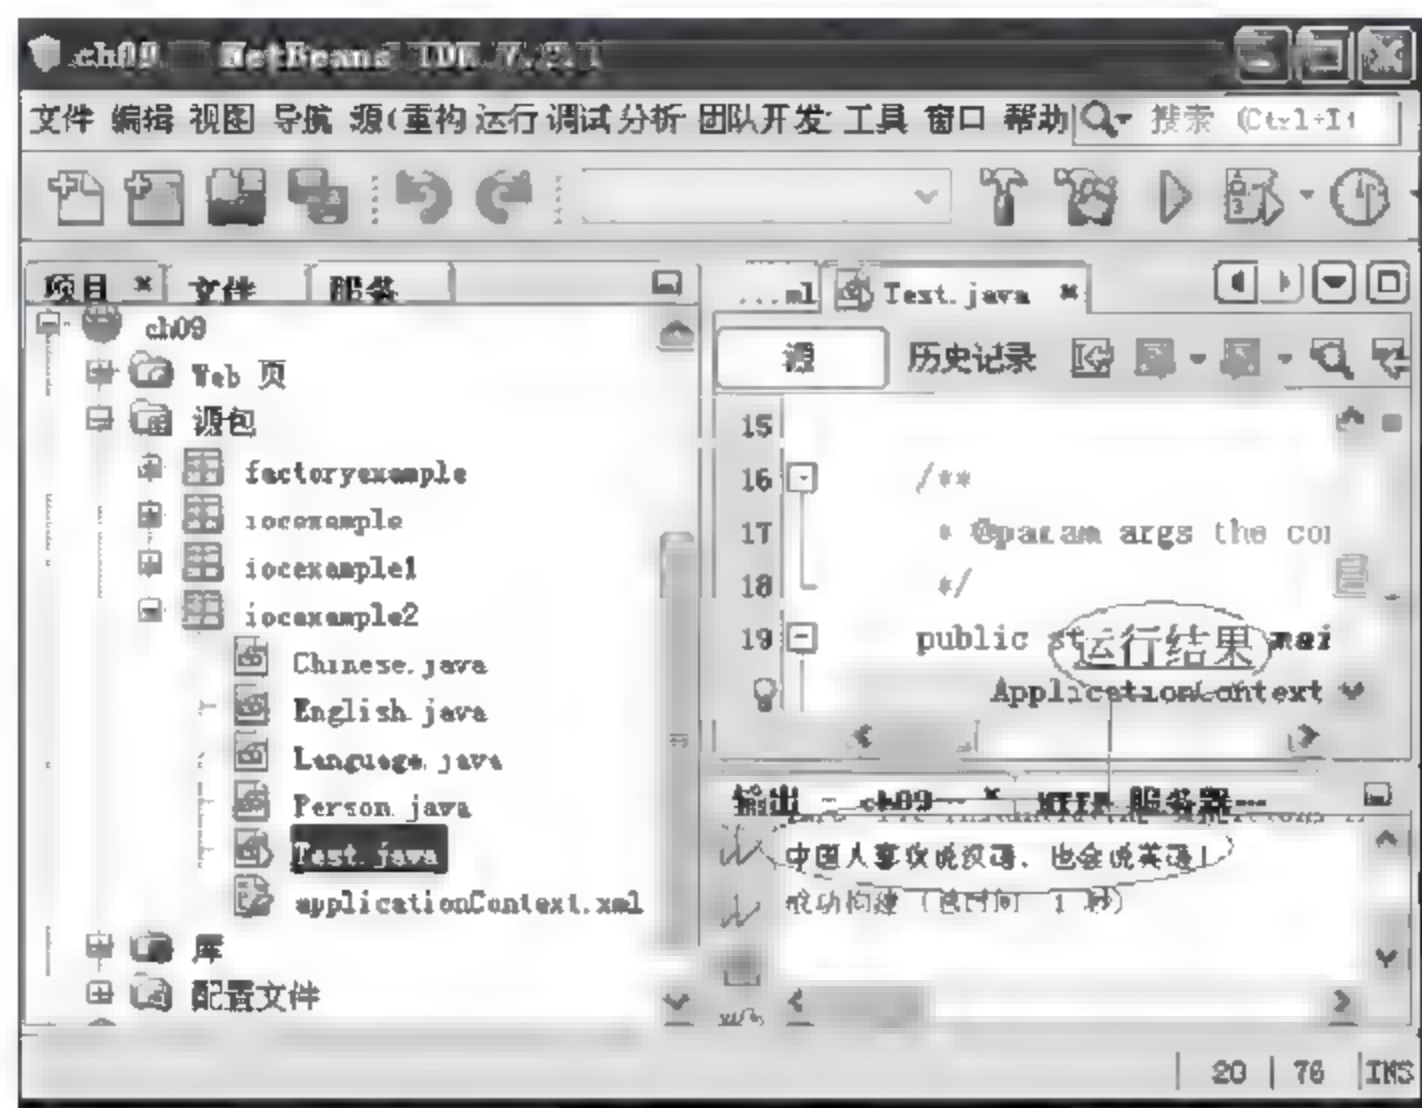 ch09 NetBeans IDE 7.2.1
文件 编辑 视图 导航 源( 重构 运行 调试 分析 团队开发 工具 窗口 帮助 搜索 (Ctrl+I)
项目 文件 服务
...ml Test.java
ch09
源 历史记录
Web 页
源包
factoryexample
iocexample
iocexample1
iocexample2
Chinese.java
English.java
Language.java
Person.java
Test.java
applicationContext.xml
库
配置文件
15
16 /**
17 * @param args the co
18 */
19 public st 运行结果 mai
ApplicationContext
输出 - ch09
服务器
中国人喜欢说汉语，也会说英语！
成功构建 (总时间: 1 秒)
20 76 INS